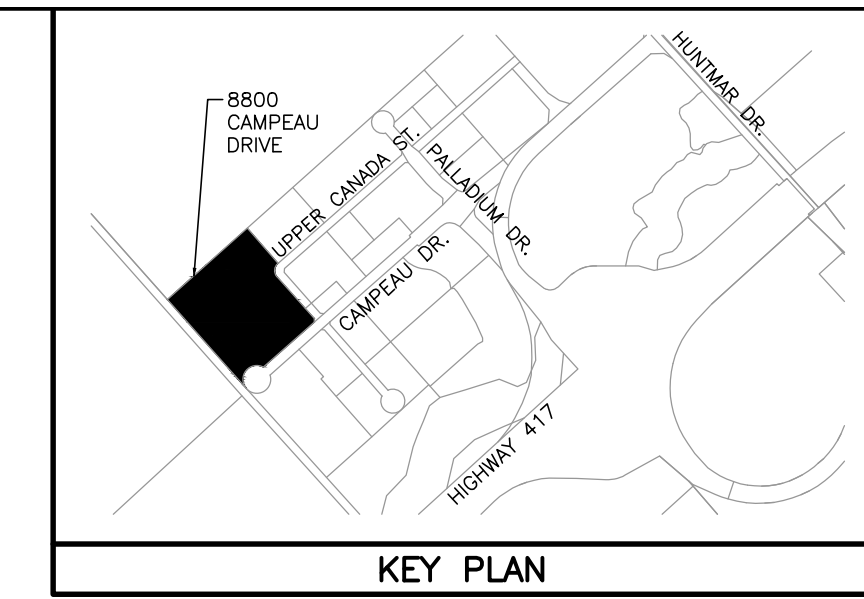 8800
CAMPEAU
DRIVE
HUNTMAR DR.
UPPER CANADA ST.
PALLADIUM DR.
CAMPEAU DR.
HIGHWAY 417
KEY PLAN